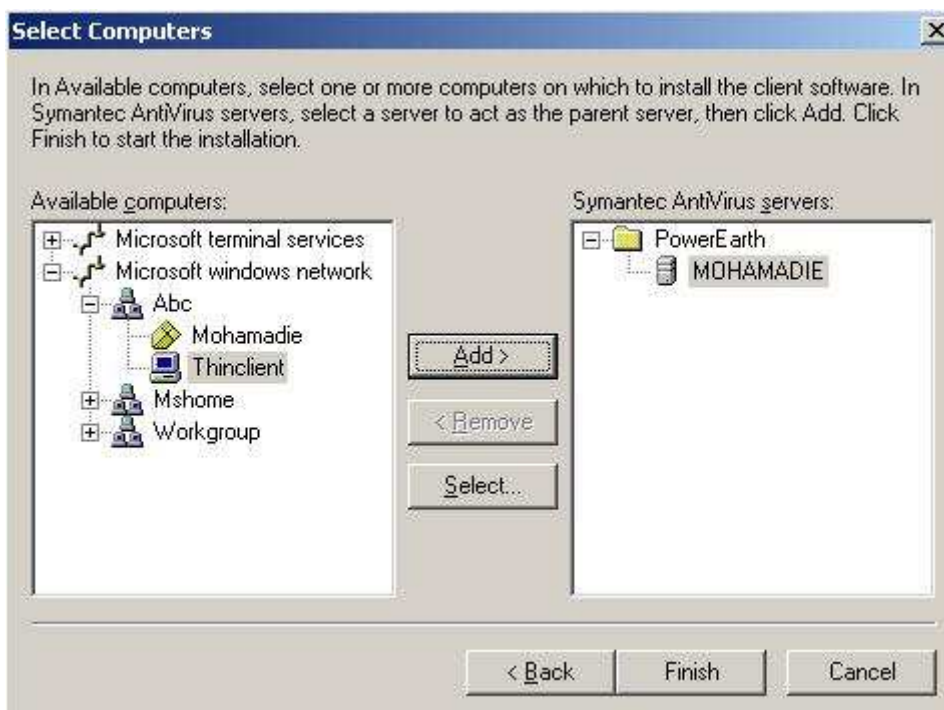 Select Computers
In Available computers, select one or more computers on which to install the client software. In
Symantec AntiVirus servers, select a server to act as the parent server, then click Add. Click
Finish to start the installation.
Available computers:
Microsoft terminal services
Microsoft windows network
Abc
Mohamadie
Thinclient
Mshome
Workgroup
Add >
< Remove
Select...
Symantec AntiVirus servers:
PowerEarth
MOHAMADIE
< Back
Finish
Cancel